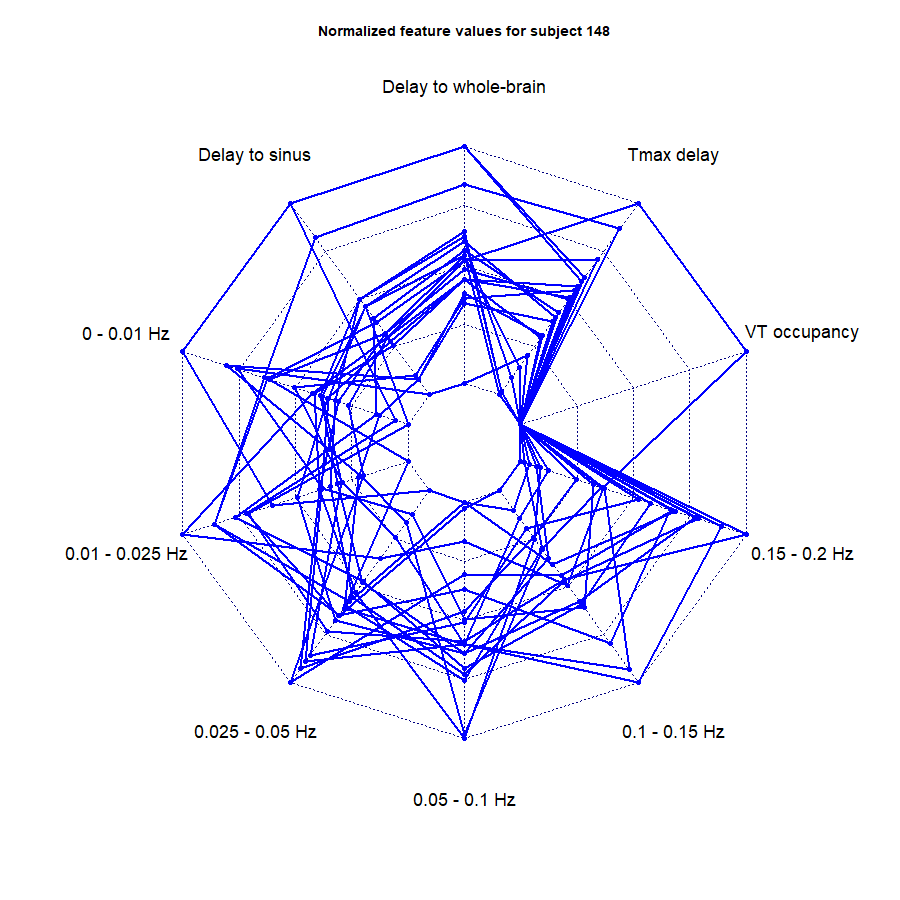 Normalized feature values for subject 148
Delay to whole-brain
Delay to sinus
Tmax delay
0 - 0.01 Hz
VT occupancy
0.01 - 0.025 Hz
0.15 - 0.2 Hz
0.025 - 0.05 Hz
0.1 - 0.15 Hz
0.05 - 0.1 Hz